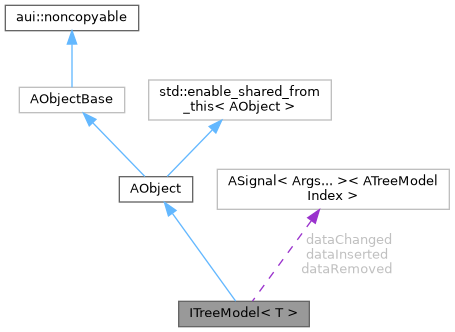 aui::noncopyable
AObjectBase
std::enable_shared_from
_this< AObject >
AObject
ASignal< Args... >< ATreeModel
Index >
dataChanged
dataInserted
dataRemoved
ITreeModel< T >